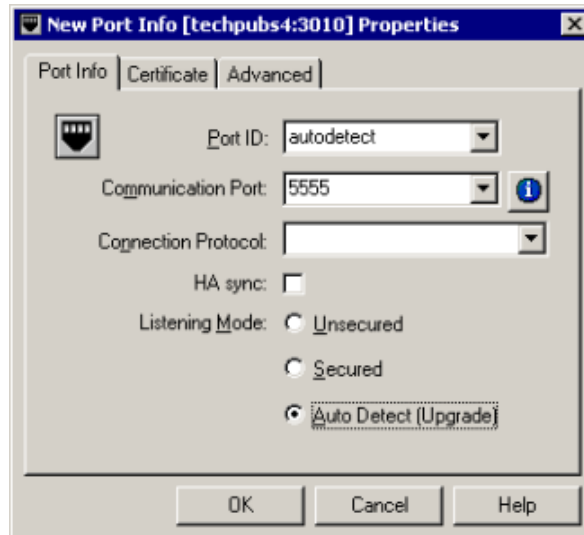 New Port Info [techpubs4:3010] Properties
Port Info Certificate Advanced
Port ID: autodetect
Communication Port: 5555
Connection Protocol:
HA sync:
Listening Mode: Unsecured
Secured
Auto Detect (Upgrade)
OK Cancel Help